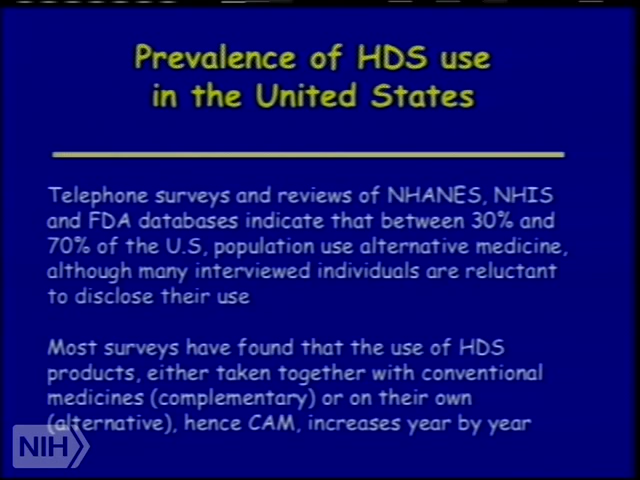 Prevalence of HDS use
in the United States
Telephone surveys and reviews of NHANES, NHIS
and FDA databases indicate that between 30% and
70% of the U.S, population use alternative medicine,
although many interviewed individuals are reluctant
to disclose their use
Most surveys have found that the use of HDS
products, either taken together with conventional
medicines (complementary) or on their own
(alternative), hence CAM, increases year by year
NIH